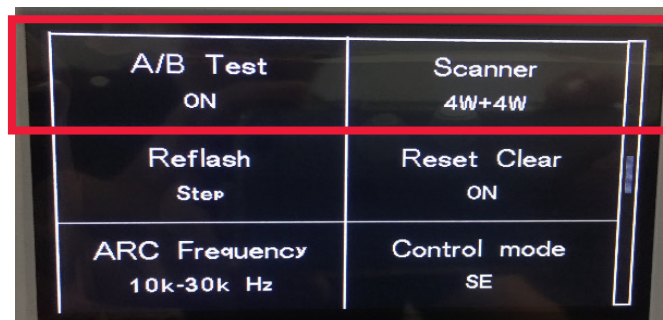 A/B Test Scanner
ON 4W+4W
Reflash Reset Clear
Step ON
ARC Frequency Control mode
10k-30k Hz SE